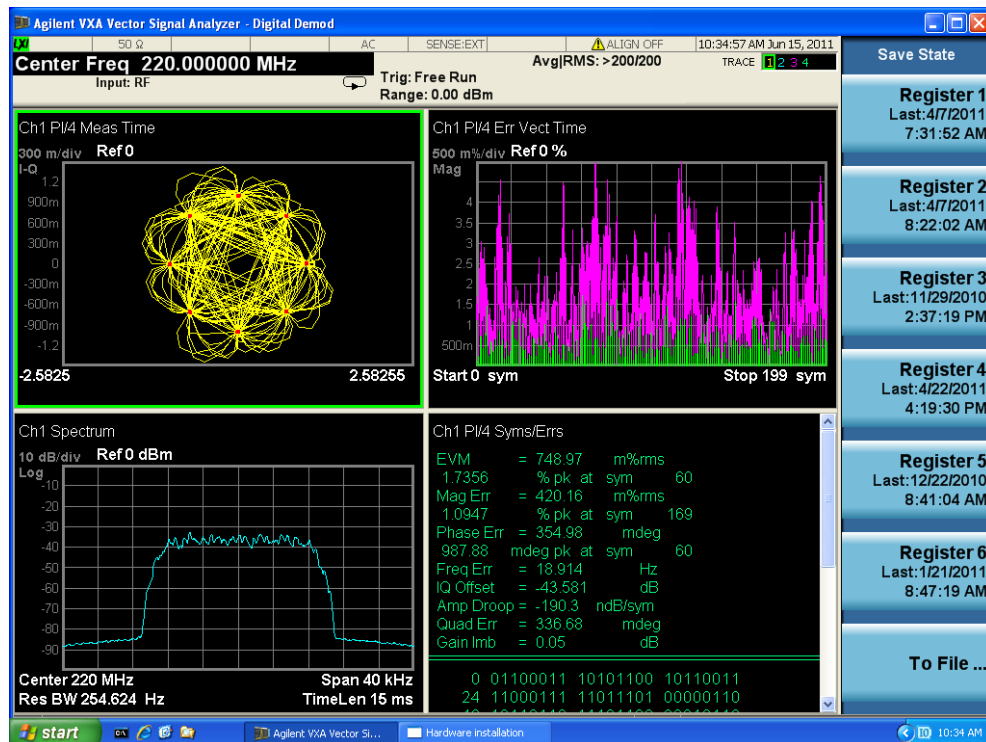 Agilent VXA Vector Signal Analyzer - Digital Demod
LXI 50 Ω AC SENSE:EXT ALIGN OFF 10:34:57 AM Jun 15, 2011
Center Freq 220.000000 MHz
Input: RF
Trig: Free Run
Range: 0.00 dBm
Avg|RMS: >200/200
TRACE 1 2 3 4
Ch1 PI/4 Meas Time
300 m/div Ref 0
I-Q
1.2
900m
600m
300m
0
-300m
-600m
-900m
-1.2
-2.5825 2.58255
Ch1 PI/4 Err Vect Time
500 m%/div Ref 0 %
Mag
4
3.5
3
2.5
2
1.5
1
500m
Start 0 sym Stop 199 sym
Ch1 Spectrum
10 dB/div Ref 0 dBm
Log
-10
-20
-30
-40
-50
-60
-70
-80
-90
Center 220 MHz Span 40 kHz
Res BW 254.624 Hz TimeLen 15 ms
Ch1 PI/4 Syms/Errs
EVM = 748.97 m%rms
1.7356 % pk at sym 60
Mag Err = 420.16 m%rms
1.0947 % pk at sym 169
Phase Err = 354.98 mdeg
987.88 mdeg pk at sym 60
Freq Err = 18.914 Hz
IQ Offset = -43.581 dB
Amp Droop = -190.3 ndB/sym
Quad Err = 336.68 mdeg
Gain Imb = 0.05 dB
0 01100011 10101100 10110011
24 11000111 11011101 00000110
Save State
Register 1
Last:4/7/2011
7:31:52 AM
Register 2
Last:4/7/2011
8:22:02 AM
Register 3
Last:11/29/2010
2:37:19 PM
Register 4
Last:4/22/2011
4:19:30 PM
Register 5
Last:12/22/2010
8:41:04 AM
Register 6
Last:1/21/2011
8:47:19 AM
To File ...
start
Agilent VXA Vector Si...
Hardware installation
10:34 AM